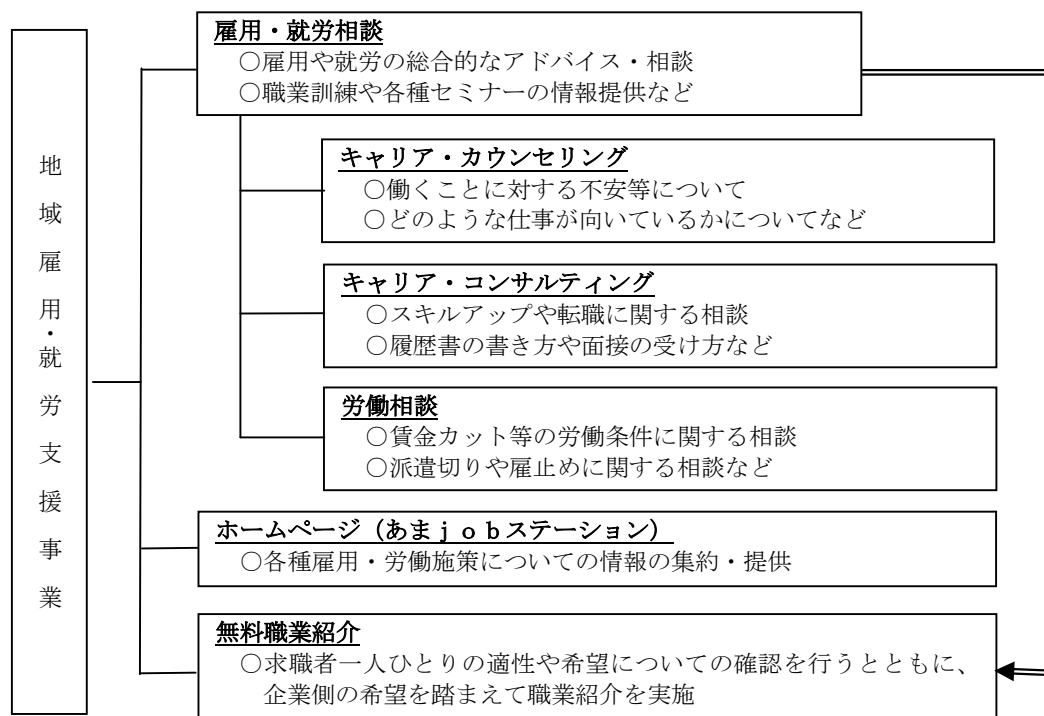 地域雇用・就労支援事業
雇用・就労相談
○雇用や就労の総合的なアドバイス・相談
○職業訓練や各種セミナーの情報提供など
キャリア・カウンセリング
○働くことに対する不安等について
○どのような仕事が向いているかについてなど
キャリア・コンサルティング
○スキルアップや転職に関する相談
○履歴書の書き方や面接の受け方など
労働相談
○賃金カット等の労働条件に関する相談
○派遣切りや雇止めに関する相談など
ホームページ（あまｊｏｂステーション）
○各種雇用・労働施策についての情報の集約・提供
無料職業紹介
○求職者一人ひとりの適性や希望についての確認を行うとともに、
企業側の希望を踏まえて職業紹介を実施